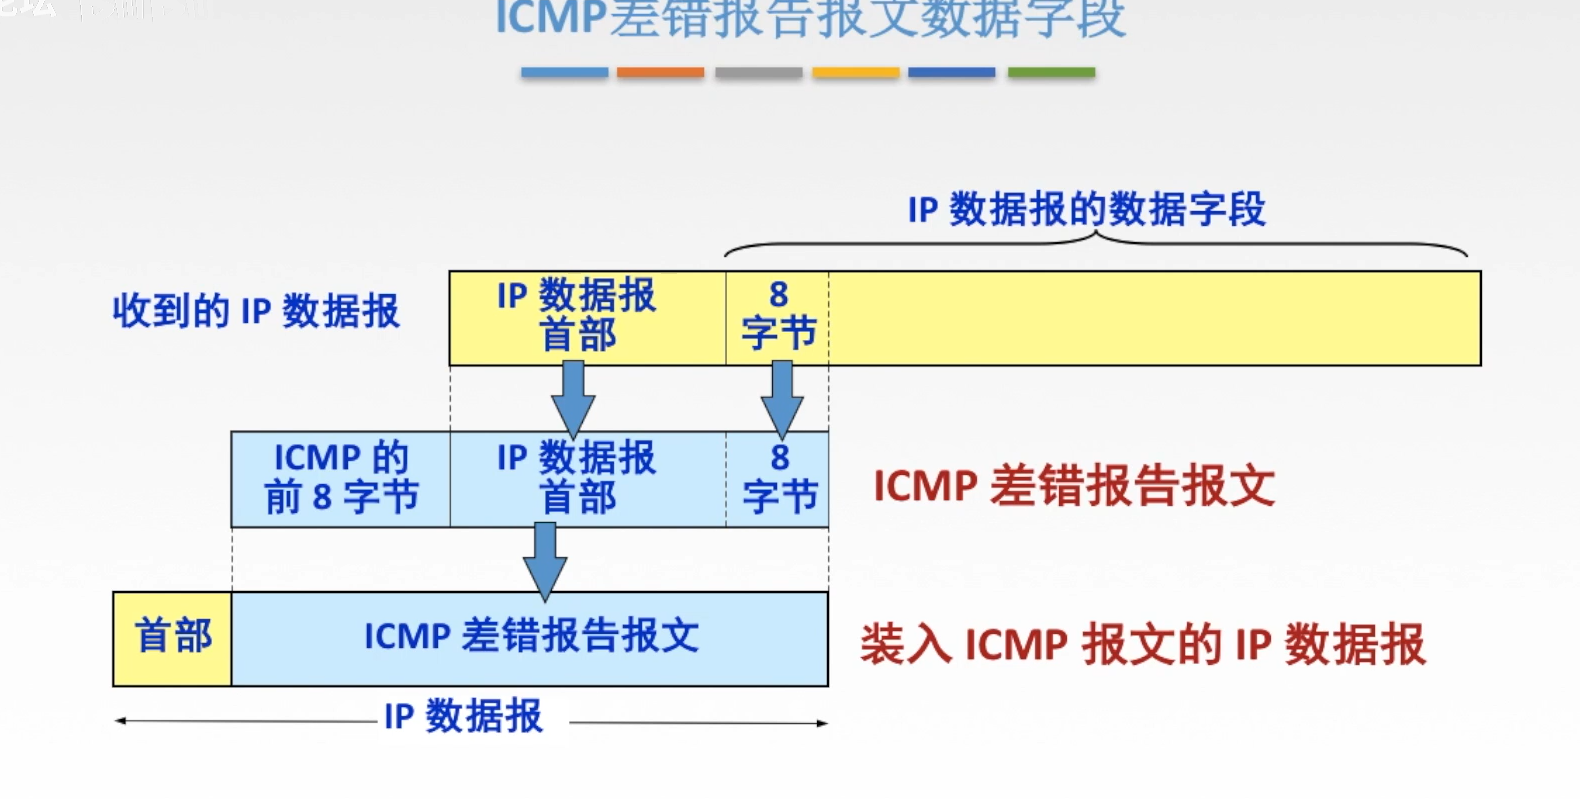 论坛
ICMP差错报告报文数据字段
IP 数据报的数据字段
收到的 IP 数据报
IP 数据报
首部
8
字节
ICMP 的
前 8 字节
IP 数据报
首部
8
字节
ICMP 差错报告报文
首部
ICMP 差错报告报文
装入 ICMP 报文的 IP 数据报
IP 数据报